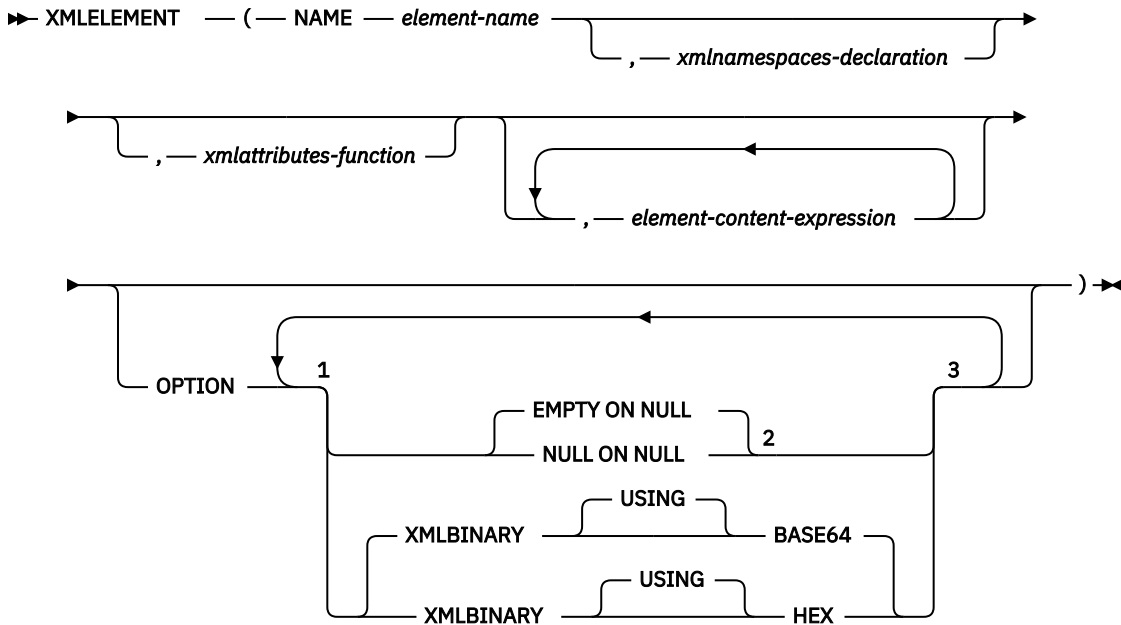 XMLELEMENT ( NAME element-name
, xmlnamespaces-declaration
, xmlattributes-function
, element-content-expression
)
1 3
OPTION
EMPTY ON NULL
2
NULL ON NULL
USING
XMLBINARY BASE64
USING
XMLBINARY HEX